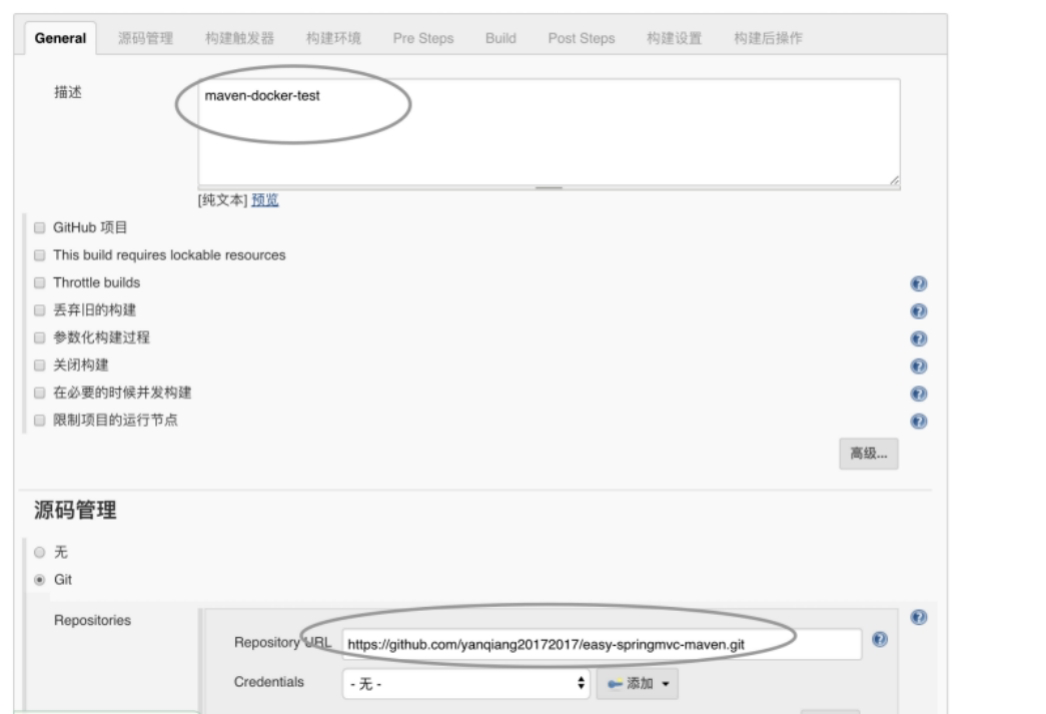 General 源码管理 构建触发器 构建环境 Pre Steps Build Post Steps 构建设置 构建后操作
描述 maven-docker-test
[纯文本] 预览
GitHub 项目
This build requires lockable resources
Throttle builds
丢弃旧的构建
参数化构建过程
关闭构建
在必要的时候并发构建
限制项目的运行节点
高级...
源码管理
无
Git
Repositories
Repository URL https://github.com/yanqiang20172017/easy-springmvc-maven.git
Credentials - 无 - 添加